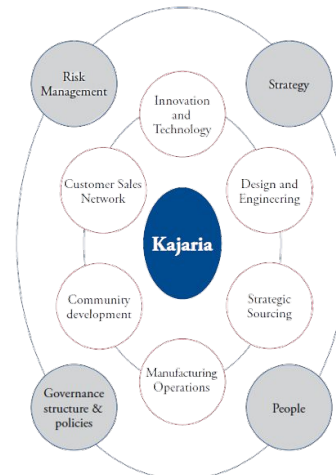 Risk
Management
Strategy
Innovation
and
Technology
Customer Sales
Network
Design and
Engineering
Kajaria
Community
development
Strategic
Sourcing
Manufacturing
Operations
Governance
structure &
policies
People